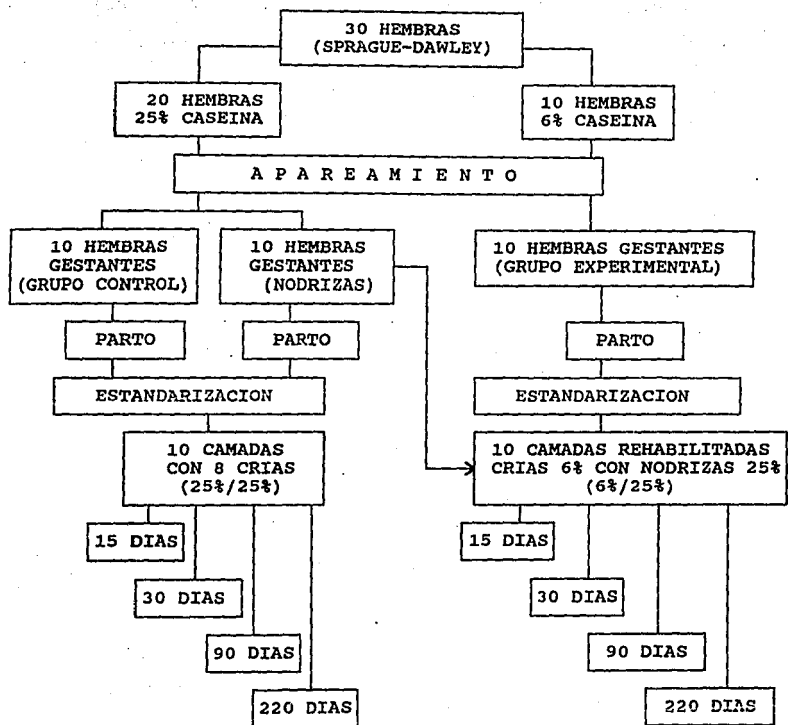 30 HEMBRAS
(SPRAGUE-DAWLEY)
20 HEMBRAS
25% CASEINA
10 HEMBRAS
6% CASEINA
A P A R E A M I E N T O
10 HEMBRAS
GESTANTES
(GRUPO CONTROL)
10 HEMBRAS
GESTANTES
(NODRIZAS)
10 HEMBRAS GESTANTES
(GRUPO EXPERIMENTAL)
PARTO
PARTO
PARTO
ESTANDARIZACION
ESTANDARIZACION
10 CAMADAS
CON 8 CRIAS
(25%/25%)
10 CAMADAS REHABILITADAS
CRIAS 6% CON NODRIZAS 25%
(6%/25%)
15 DIAS
30 DIAS
90 DIAS
220 DIAS
15 DIAS
30 DIAS
90 DIAS
220 DIAS